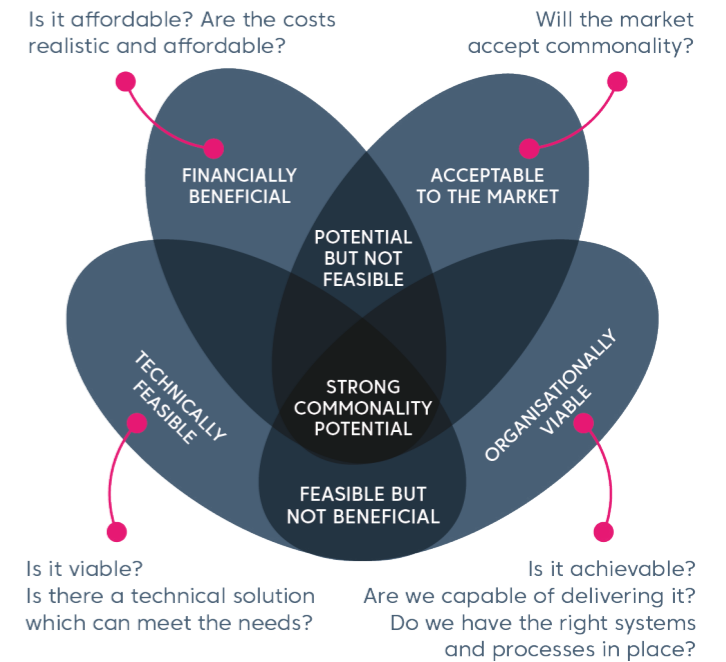 Is it affordable? Are the costs
realistic and affordable?
Will the market
accept commonality?
FINANCIALLY
BENEFICIAL
ACCEPTABLE
TO THE MARKET
POTENTIAL
BUT NOT
FEASIBLE
TECHNICALLY
FEASIBLE
STRONG
COMMONALITY
POTENTIAL
ORGANISATIONALLY
VIABLE
FEASIBLE BUT
NOT BENEFICIAL
Is it viable?
Is there a technical solution
which can meet the needs?
Is it achievable?
Are we capable of delivering it?
Do we have the right systems
and processes in place?